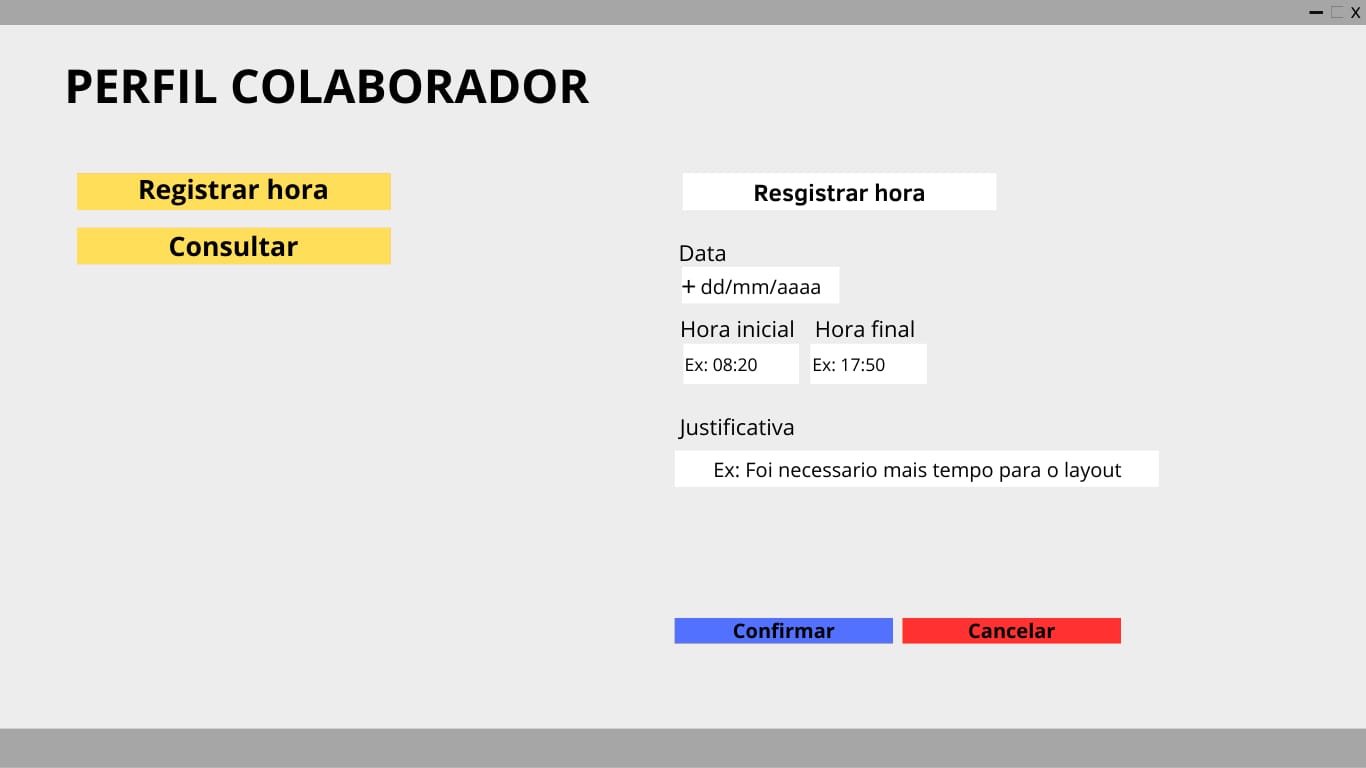 X
PERFIL COLABORADOR
Registrar hora
Consultar
Resgistrar hora
Data
+ dd/mm/aaaa
Hora inicial Hora final
Ex: 08:20 Ex: 17:50
Justificativa
Ex: Foi necessario mais tempo para o layout
Confirmar Cancelar